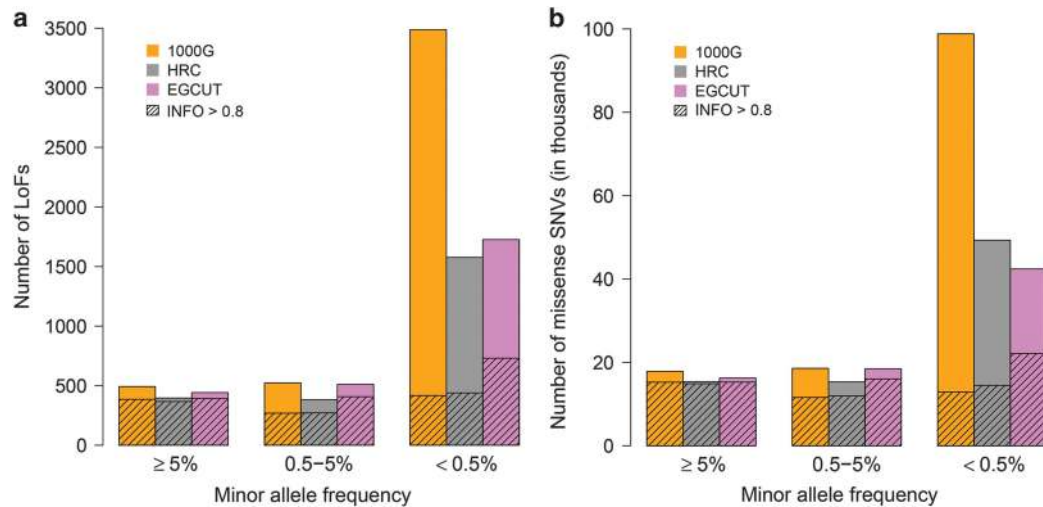 a
Number of LoFs
3500
3000
2500
2000
1500
1000
500
0
1000G
HRC
EGCUT
INFO > 0.8
≥ 5%
0.5−5%
< 0.5%
Minor allele frequency
b
Number of missense SNVs (in thousands)
100
80
60
40
20
0
1000G
HRC
EGCUT
INFO > 0.8
≥ 5%
0.5−5%
< 0.5%
Minor allele frequency